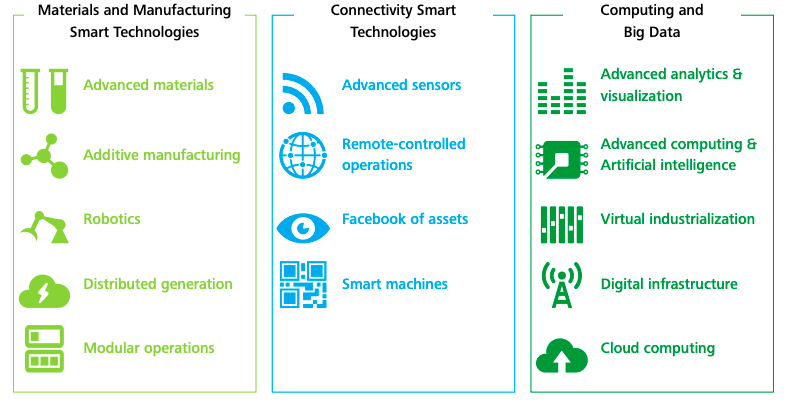 Materials and Manufacturing
Smart Technologies
Advanced materials
Additive manufacturing
Robotics
Distributed generation
Modular operations
Connectivity Smart
Technologies
Advanced sensors
Remote-controlled
operations
Facebook of assets
Smart machines
Computing and
Big Data
Advanced analytics &
visualization
Advanced computing &
Artificial intelligence
Virtual industrialization
Digital infrastructure
Cloud computing